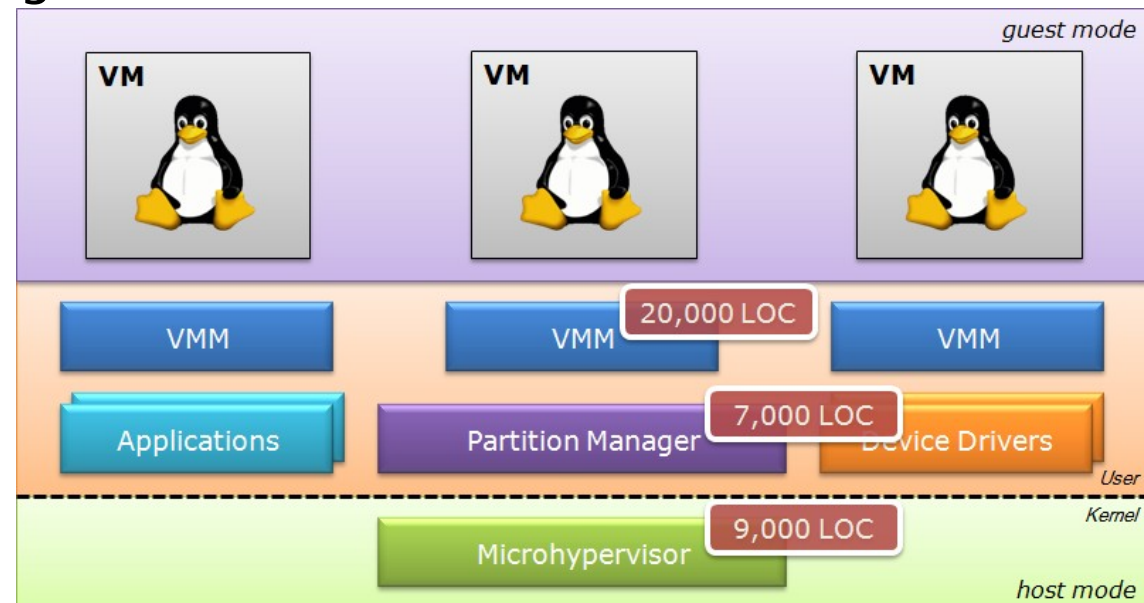 guest mode
VM
VM
VM
VMM
VMM
20,000 LOC
VMM
Applications
Partition Manager
7,000 LOC
Device Drivers
User
Kernel
Microhypervisor
9,000 LOC
host mode